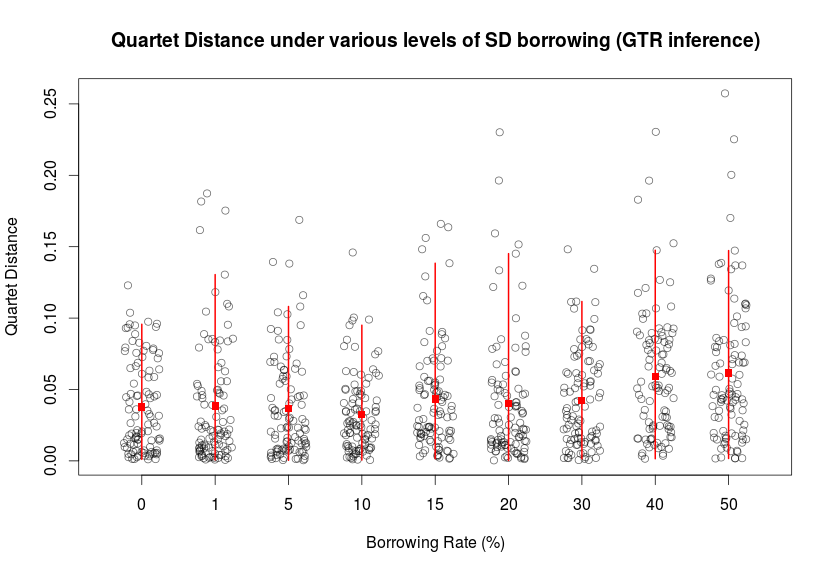 Quartet Distance under various levels of SD borrowing (GTR inference)
Quartet Distance
0.25
0.20
0.15
0.10
0.05
0.00
0 1 5 10 15 20 30 40 50
Borrowing Rate (%)